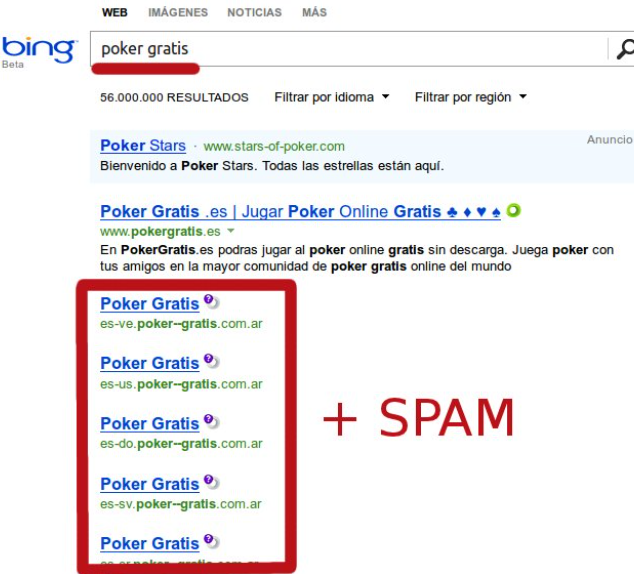 WEB IMÁGENES NOTICIAS MÁS
bing
Beta
poker gratis
56.000.000 RESULTADOS Filtrar por idioma Filtrar por región
Poker Stars · www.stars-of-poker.com Anuncio
Bienvenido a Poker Stars. Todas las estrellas están aquí.
Poker Gratis .es | Jugar Poker Online Gratis ♣ ♦ ♥ ♠
www.pokergratis.es
En PokerGratis.es podras jugar al poker online gratis sin descarga. Juega poker con
tus amigos en la mayor comunidad de poker gratis online del mundo
Poker Gratis
es-ve.poker--gratis.com.ar
Poker Gratis
es-us.poker--gratis.com.ar
+ SPAM
Poker Gratis
es-do.poker--gratis.com.ar
Poker Gratis
es-sv.poker--gratis.com.ar
Poker Gratis